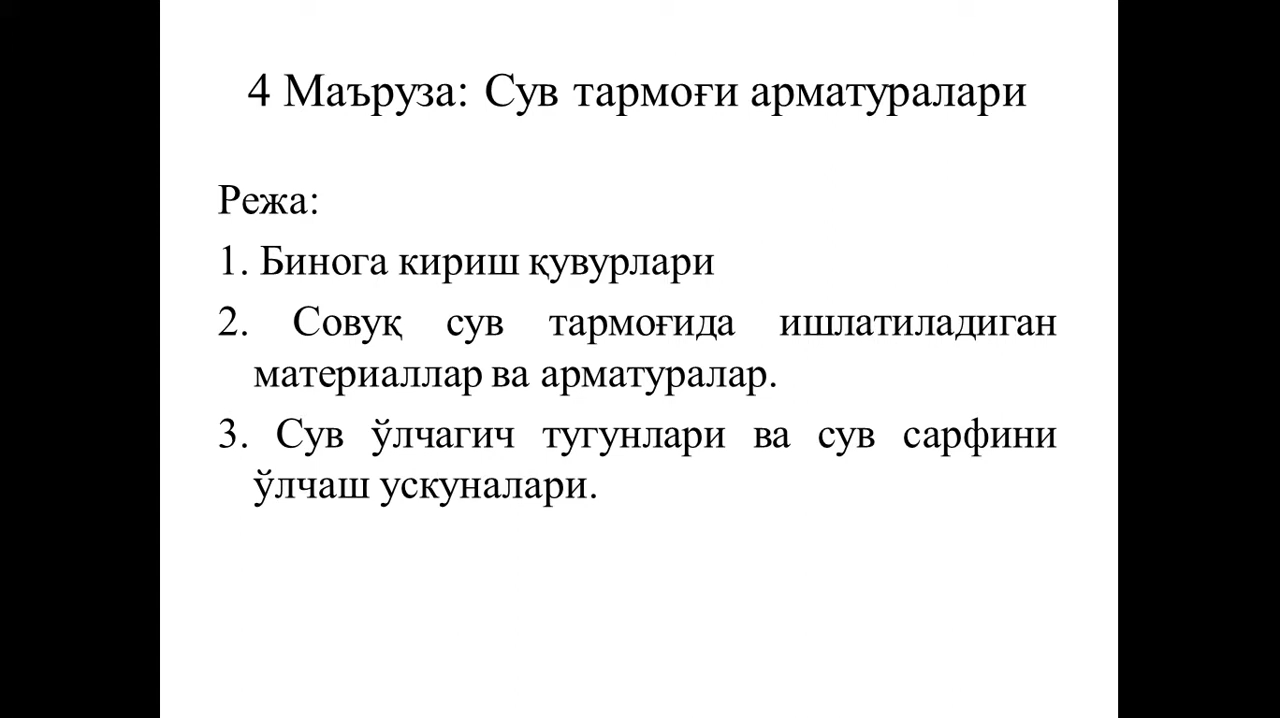 4 Маъруза: Сув тармоғи арматуралари
Режа:
1. Бинога кириш қувурлари
2. Совуқ сув тармоғида ишлатиладиган
материаллар ва арматуралар.
3. Сув ўлчагич тугунлари ва сув сарфини
ўлчаш ускуналари.